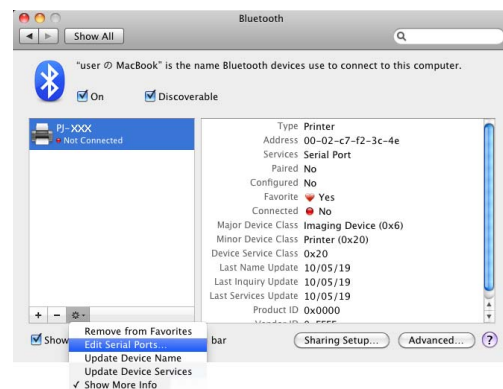 Bluetooth
Show All
"user の MacBook" is the name Bluetooth devices use to connect to this computer.
On Discoverable
PJ-XXX
Not Connected
Type Printer
Address 00-02-c7-f2-3c-4e
Services Serial Port
Paired No
Configured No
Favorite Yes
Connected No
Major Device Class Imaging Device (0x6)
Minor Device Class Printer (0x20)
Device Service Class 0x20
Last Name Update 10/05/19
Last Inquiry Update 10/05/19
Last Services Update 10/05/19
Product ID 0x0000
Show bar
Remove from Favorites
Edit Serial Ports...
Update Device Name
Update Device Services
✓ Show More Info
Sharing Setup... Advanced... ?